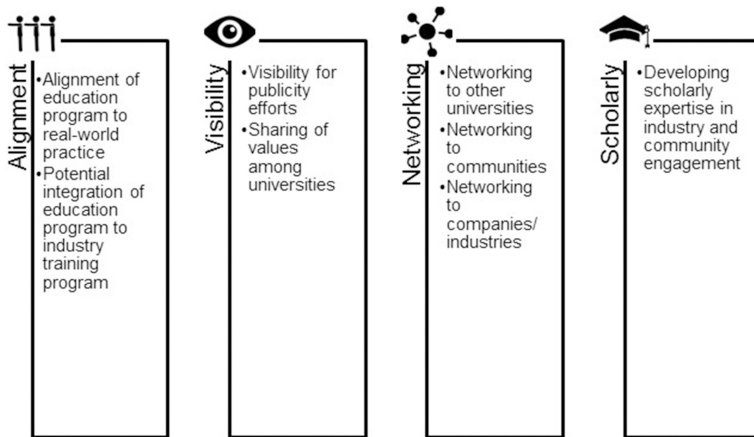 Alignment
•Alignment of
education
program to
real-world
practice
•Potential
integration of
education
program to
industry
training
program
Visibility
•Visibility for
publicity
efforts
•Sharing of
values
among
universities
Networking
•Networking
to other
universities
•Networking
to
communities
•Networking
to
companies/
industries
Scholarly
•Developing
scholarly
expertise in
industry and
community
engagement